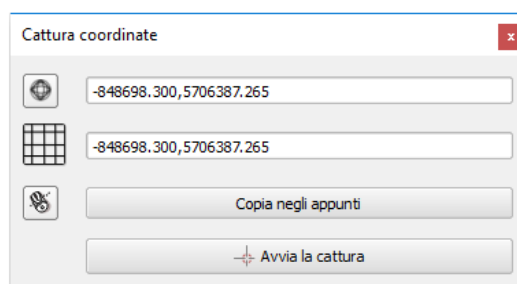 Cattura coordinate
x
-848698.300,5706387.265
-848698.300,5706387.265
Copia negli appunti
Avvia la cattura